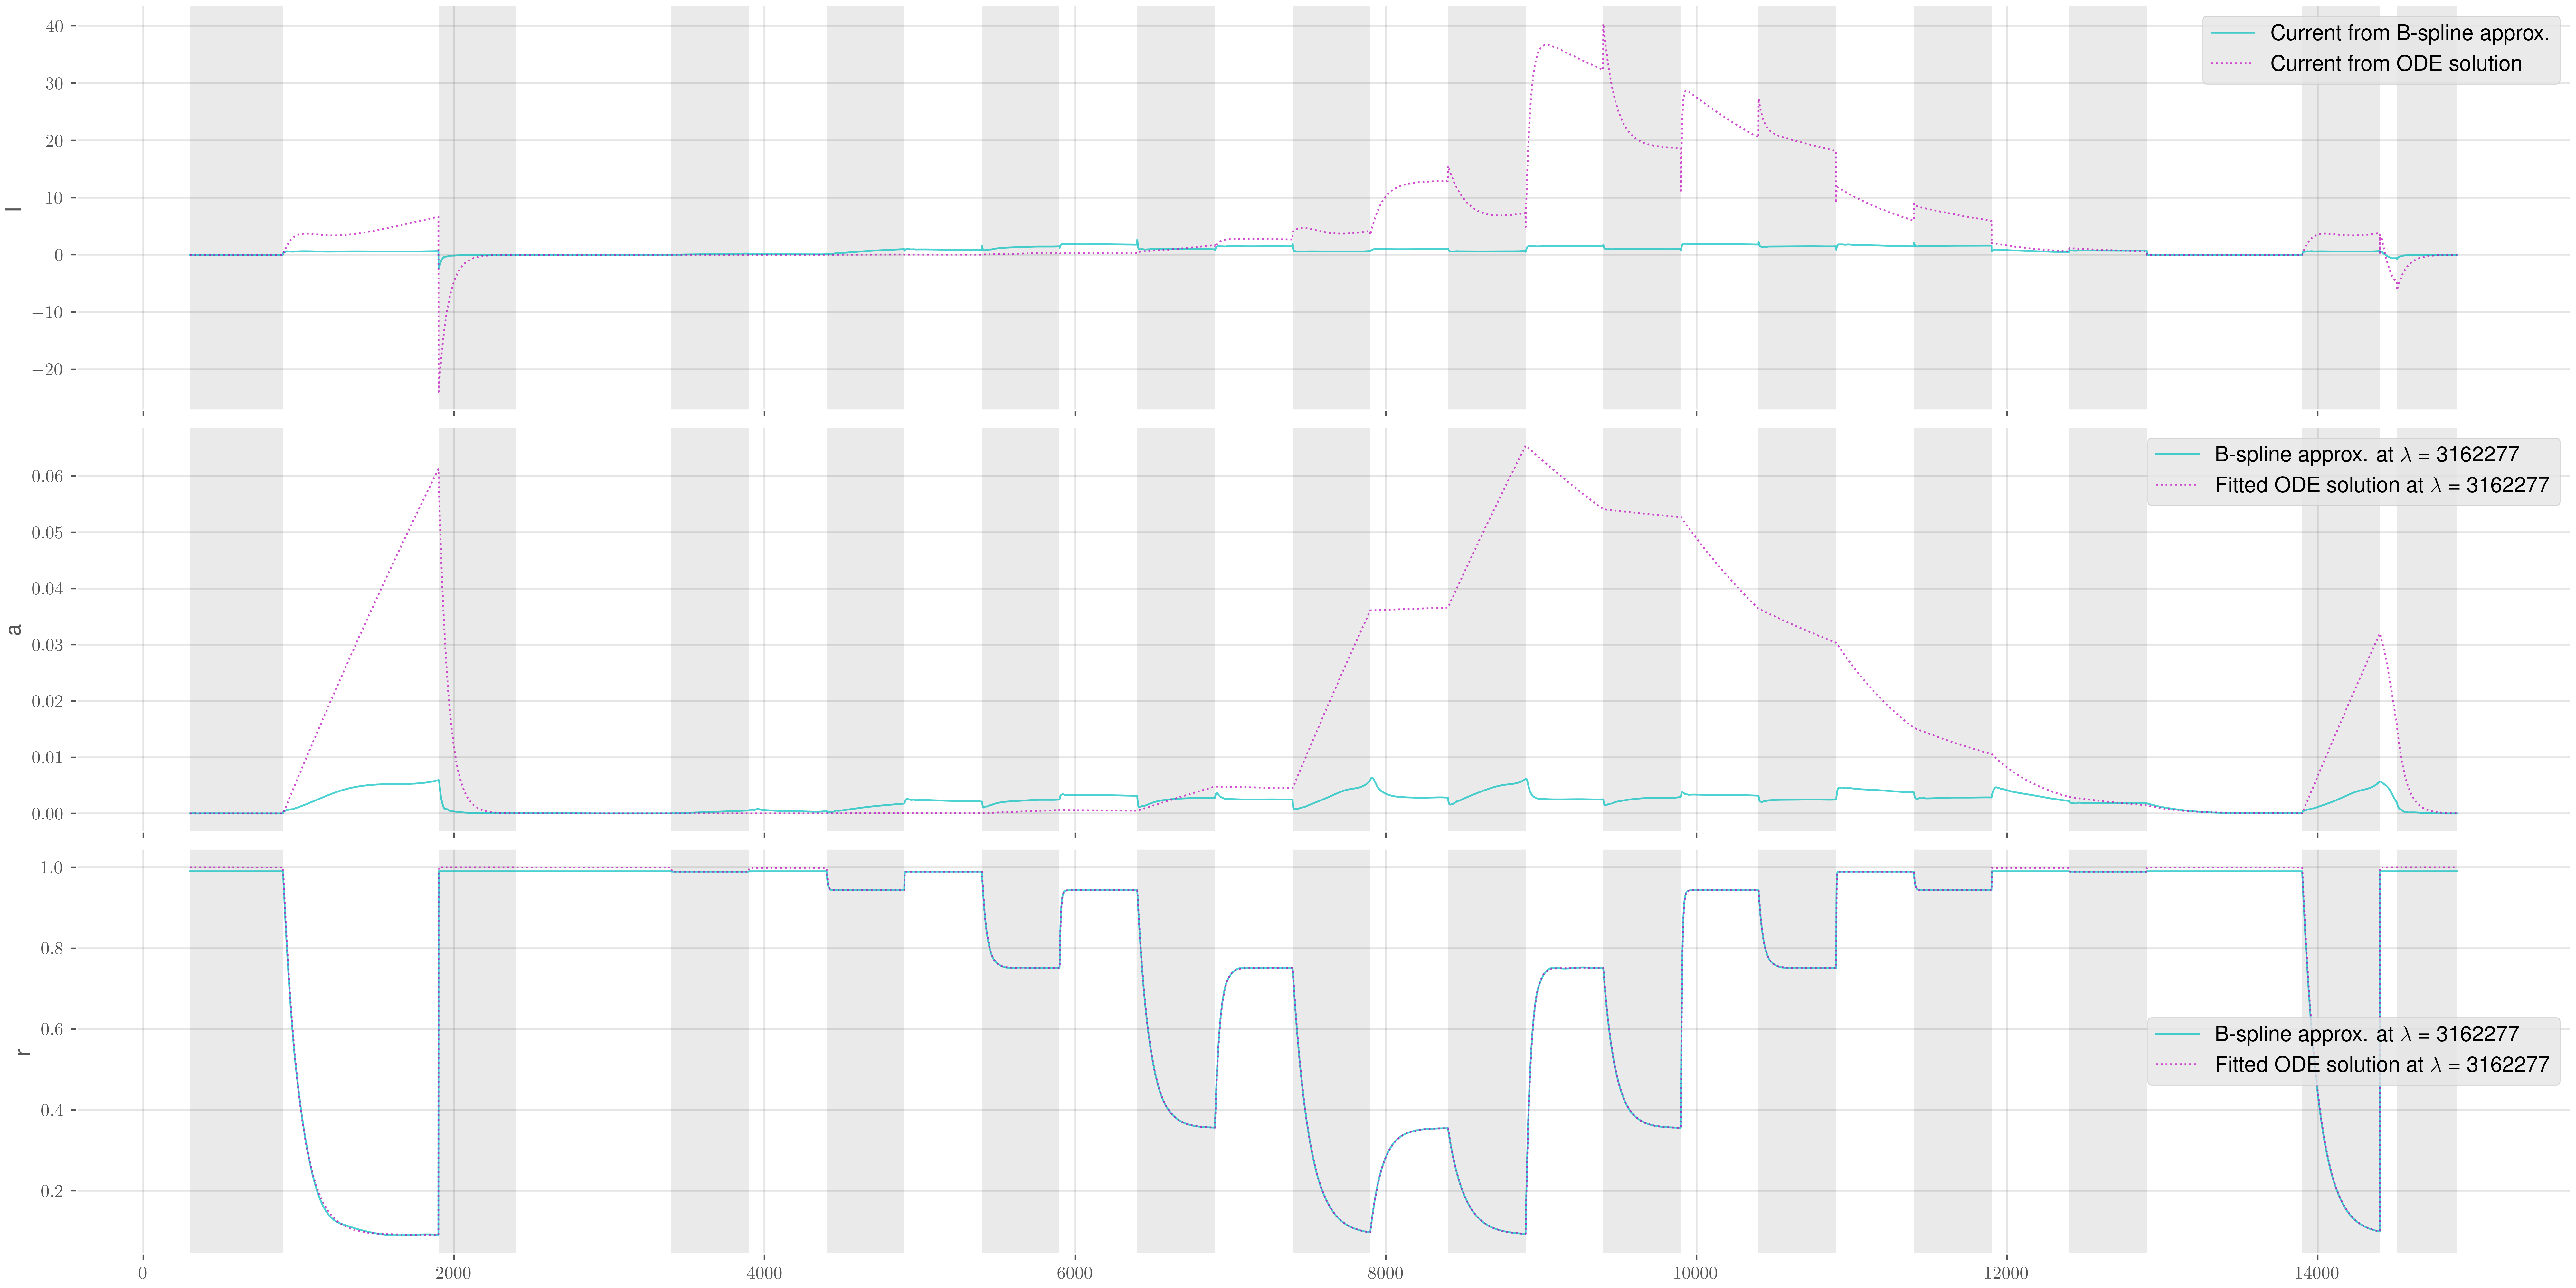 40
30
20
10
0
−10
−20
I
Current from B-spline approx.
Current from ODE solution
0.06
0.05
0.04
0.03
0.02
0.01
0.00
a
B-spline approx. at λ = 3162277
Fitted ODE solution at λ = 3162277
1.0
0.8
0.6
0.4
0.2
r
B-spline approx. at λ = 3162277
Fitted ODE solution at λ = 3162277
0 2000 4000 6000 8000 10000 12000 14000